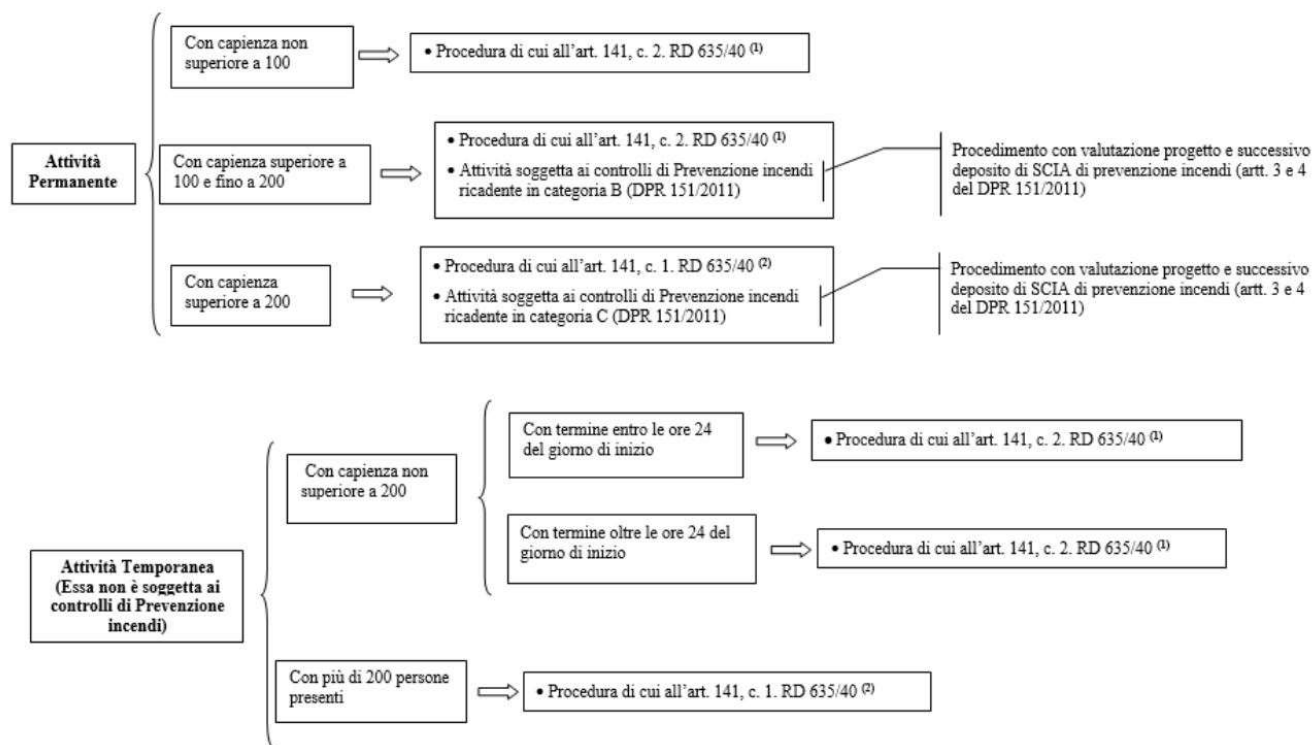 Con capienza non
superiore a 100
• Procedura di cui all'art. 141, c. 2. RD 635/40 (1)
Attività
Permanente
Con capienza superiore a
100 e fino a 200
• Procedura di cui all'art. 141, c. 2. RD 635/40 (1)
• Attività soggetta ai controlli di Prevenzione incendi
ricadente in categoria B (DPR 151/2011)
Procedimento con valutazione progetto e successivo
deposito di SCIA di prevenzione incendi (artt. 3 e 4
del DPR 151/2011)
Con capienza
superiore a 200
• Procedura di cui all'art. 141, c. 1. RD 635/40 (2)
• Attività soggetta ai controlli di Prevenzione incendi
ricadente in categoria C (DPR 151/2011)
Procedimento con valutazione progetto e successivo
deposito di SCIA di prevenzione incendi (artt. 3 e 4
del DPR 151/2011)
Attività Temporanea
(Essa non è soggetta ai
controlli di Prevenzione
incendi)
Con capienza non
superiore a 200
Con termine entro le ore 24
del giorno di inizio
• Procedura di cui all'art. 141, c. 2. RD 635/40 (1)
Con termine oltre le ore 24 del
giorno di inizio
• Procedura di cui all'art. 141, c. 2. RD 635/40 (1)
Con più di 200 persone
presenti
• Procedura di cui all'art. 141, c. 1. RD 635/40 (2)